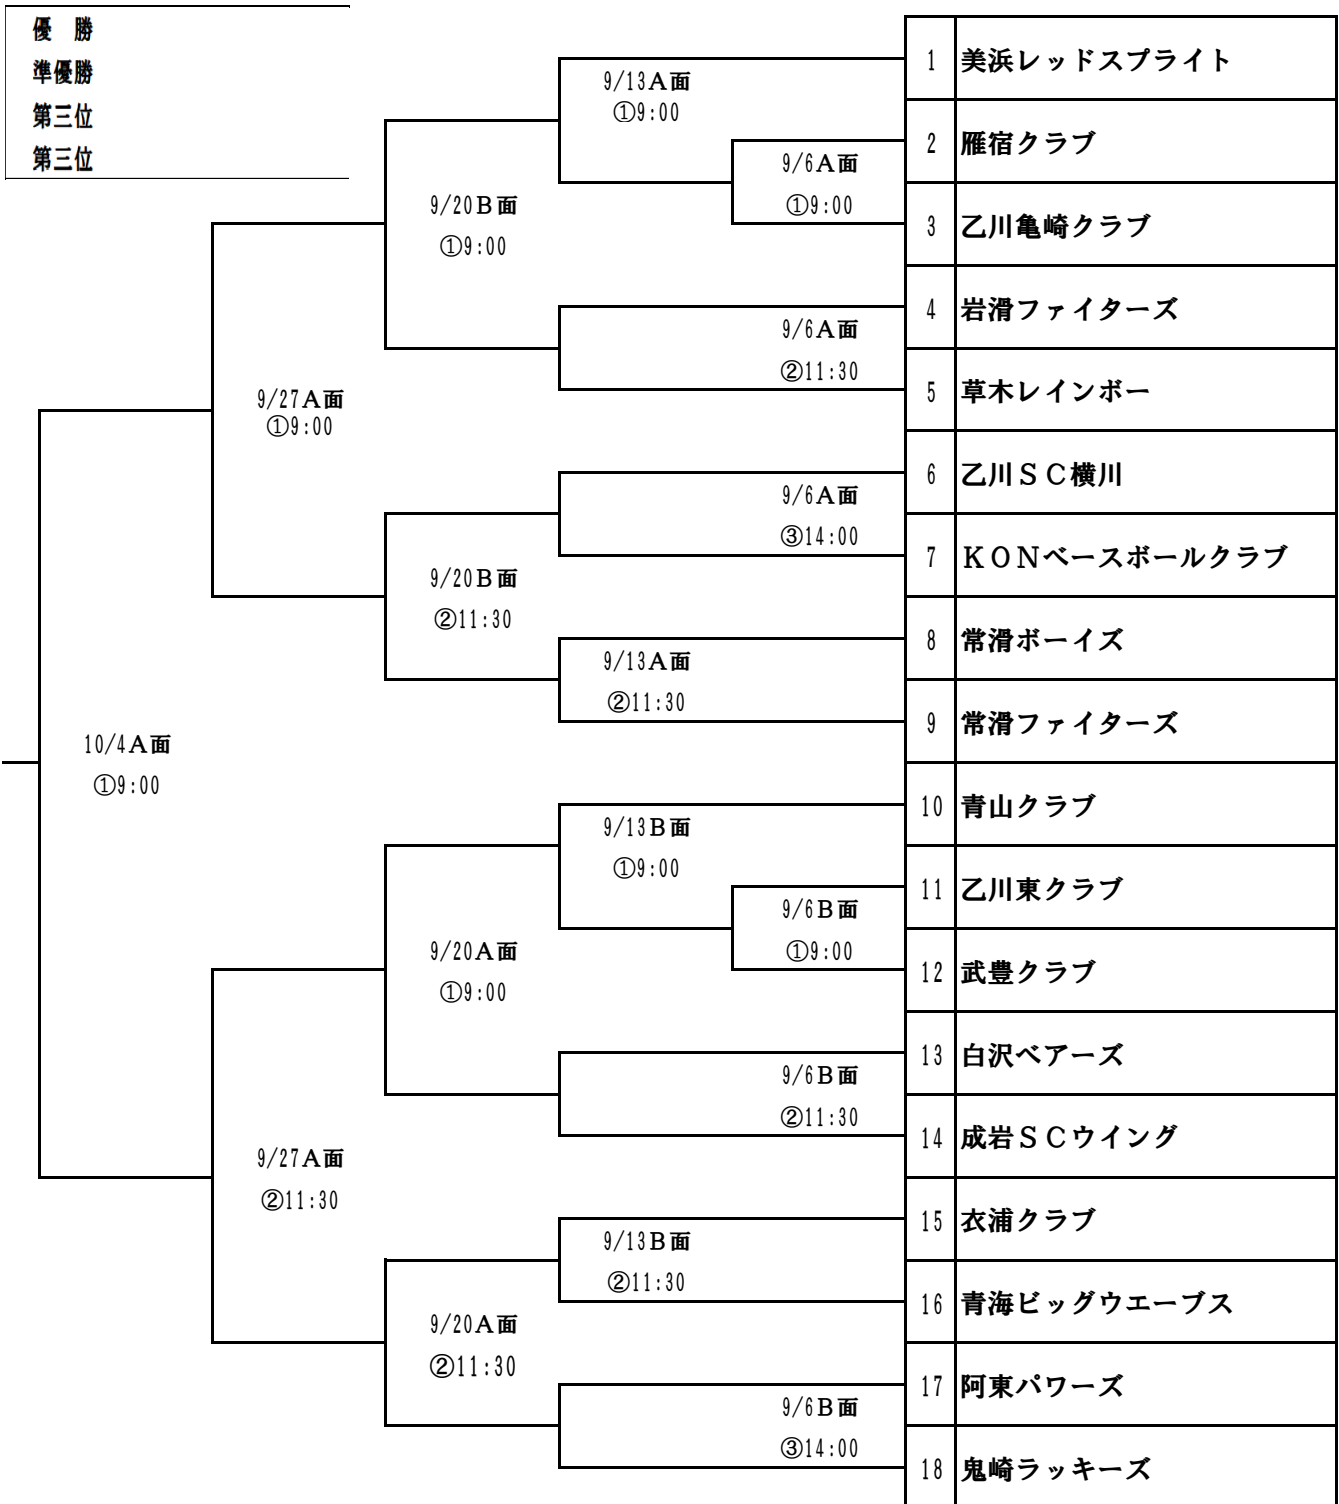 優　勝
準優勝
第三位
第三位
1 美浜レッドスプライト
9/13A面
①9:00
2 雁宿クラブ
9/6A面
①9:00
3 乙川亀崎クラブ
9/20B面
①9:00
4 岩滑ファイターズ
9/6A面
②11:30
5 草木レインボー
9/27A面
①9:00
6 乙川ＳＣ横川
9/6A面
③14:00
7 ＫＯＮベースボールクラブ
9/20B面
②11:30
8 常滑ボーイズ
9/13A面
②11:30
9 常滑ファイターズ
10/4A面
①9:00
10 青山クラブ
9/13B面
①9:00
11 乙川東クラブ
9/6B面
①9:00
12 武豊クラブ
9/20A面
①9:00
13 白沢ベアーズ
9/6B面
②11:30
14 成岩ＳＣウイング
9/27A面
②11:30
15 衣浦クラブ
9/13B面
②11:30
16 青海ビッグウエーブス
9/20A面
②11:30
17 阿東パワーズ
9/6B面
③14:00
18 鬼崎ラッキーズ